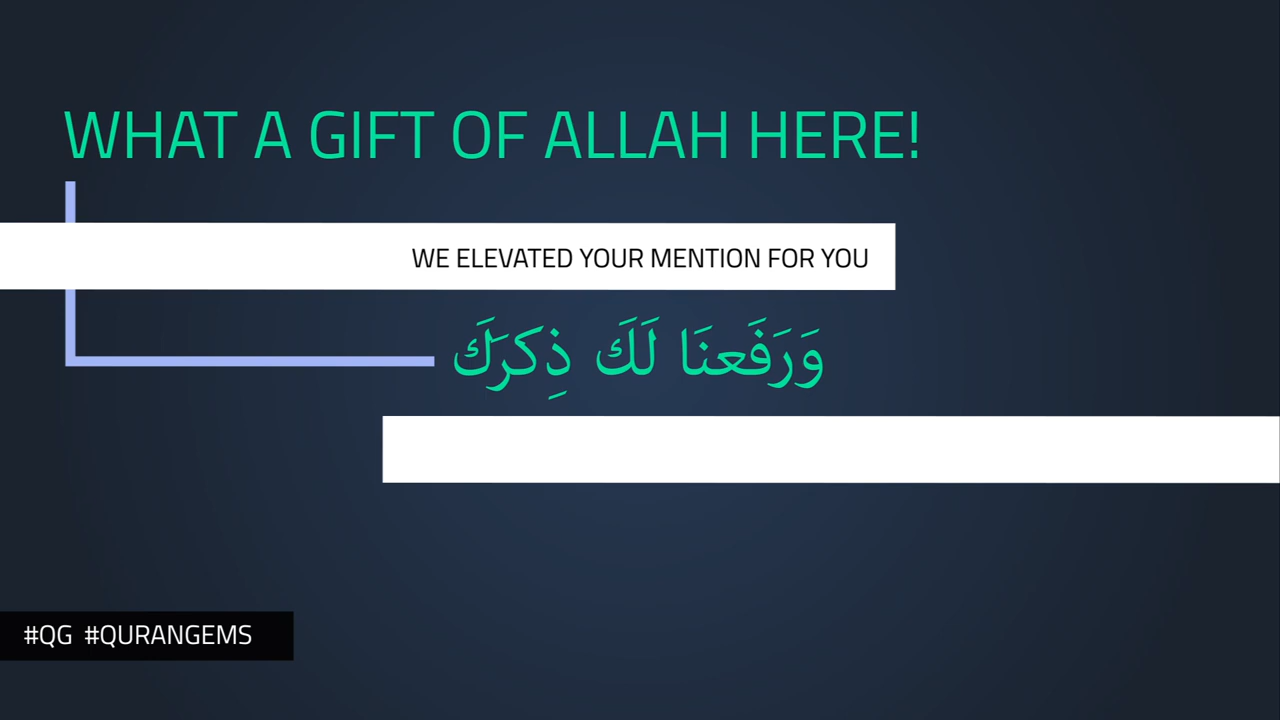 WHAT A GIFT OF ALLAH HERE!
WE ELEVATED YOUR MENTION FOR YOU
وَرَفَعنَا لَكَ ذِكرَكَ
#QG #QURANGEMS